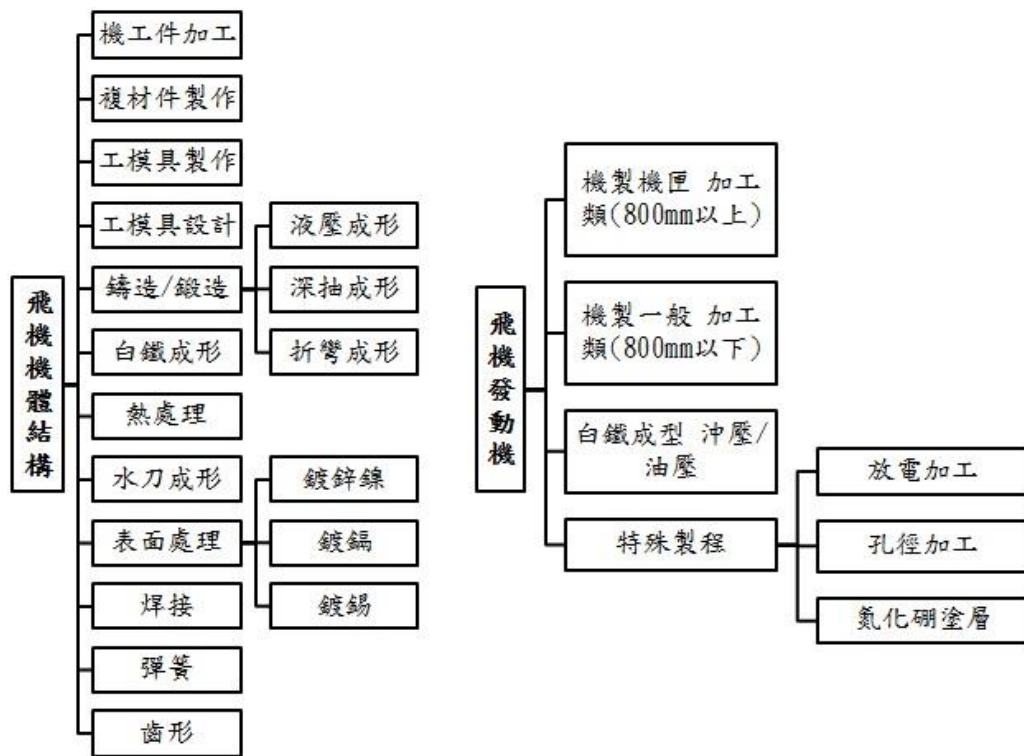 飛機機體結構
機工件加工
複材件製作
工模具製作
工模具設計
鑄造/鍛造
液壓成形
深抽成形
折彎成形
白鐵成形
熱處理
水刀成形
表面處理
鍍鋅鎳
鍍鎘
鍍錫
焊接
彈簧
齒形
飛機發動機
機製機匣 加工
類(800mm以上)
機製一般 加工
類(800mm以下)
白鐵成型 沖壓/
油壓
特殊製程
放電加工
孔徑加工
氮化硼塗層